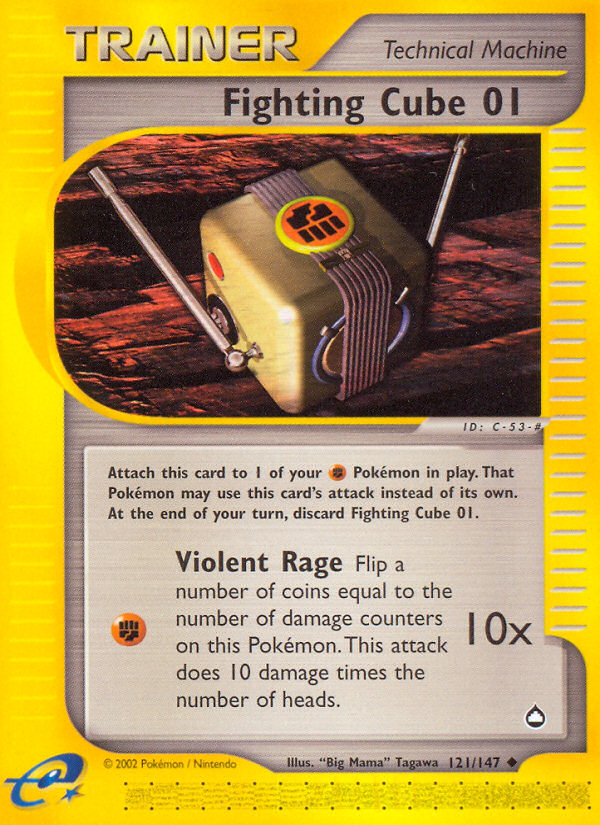 TRAINER
Technical Machine
Fighting Cube 01
ID: C-53-#
Attach this card to 1 of your Pokémon in play. That
Pokémon may use this card's attack instead of its own.
At the end of your turn, discard Fighting Cube 01.
Violent Rage Flip a
number of coins equal to the
number of damage counters
on this Pokémon. This attack
does 10 damage times the
number of heads.
10x
© 2002 Pokémon / Nintendo
Illus. "Big Mama" Tagawa 121/147